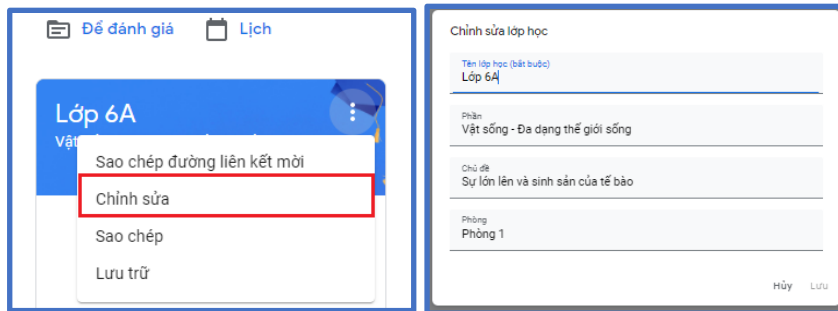 Để đánh giá
Lịch
Lớp 6A
Vật
Sao chép đường liên kết mời
Chỉnh sửa
Sao chép
Lưu trữ
Chỉnh sửa lớp học
Tên lớp học (bắt buộc)
Lớp 6A
Phần
Vật sống - Đa dạng thế giới sống
Chủ đề
Sự lớn lên và sinh sản của tế bào
Phòng
Phòng 1
Hủy Lưu